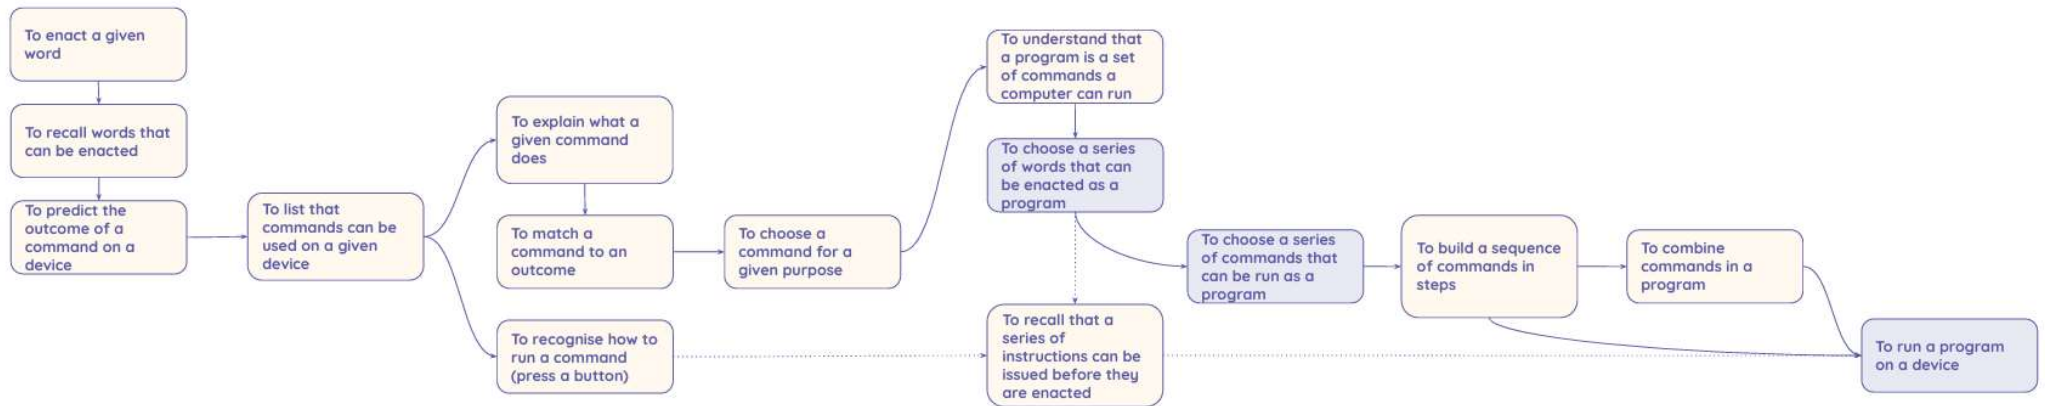 To enact a given
word
To recall words that
can be enacted
To predict the
outcome of a
command on a
device
To list that
commands can be
used on a given
device
To explain what a
given command
does
To match a
command to an
outcome
To recognise how to
run a command
(press a button)
To choose a
command for a
given purpose
To understand that
a program is a set
of commands a
computer can run
To choose a series
of words that can
be enacted as a
program
To recall that a
series of
instructions can be
issued before they
are enacted
To choose a series
of commands that
can be run as a
program
To build a sequence
of commands in
steps
To combine
commands in a
program
To run a program
on a device